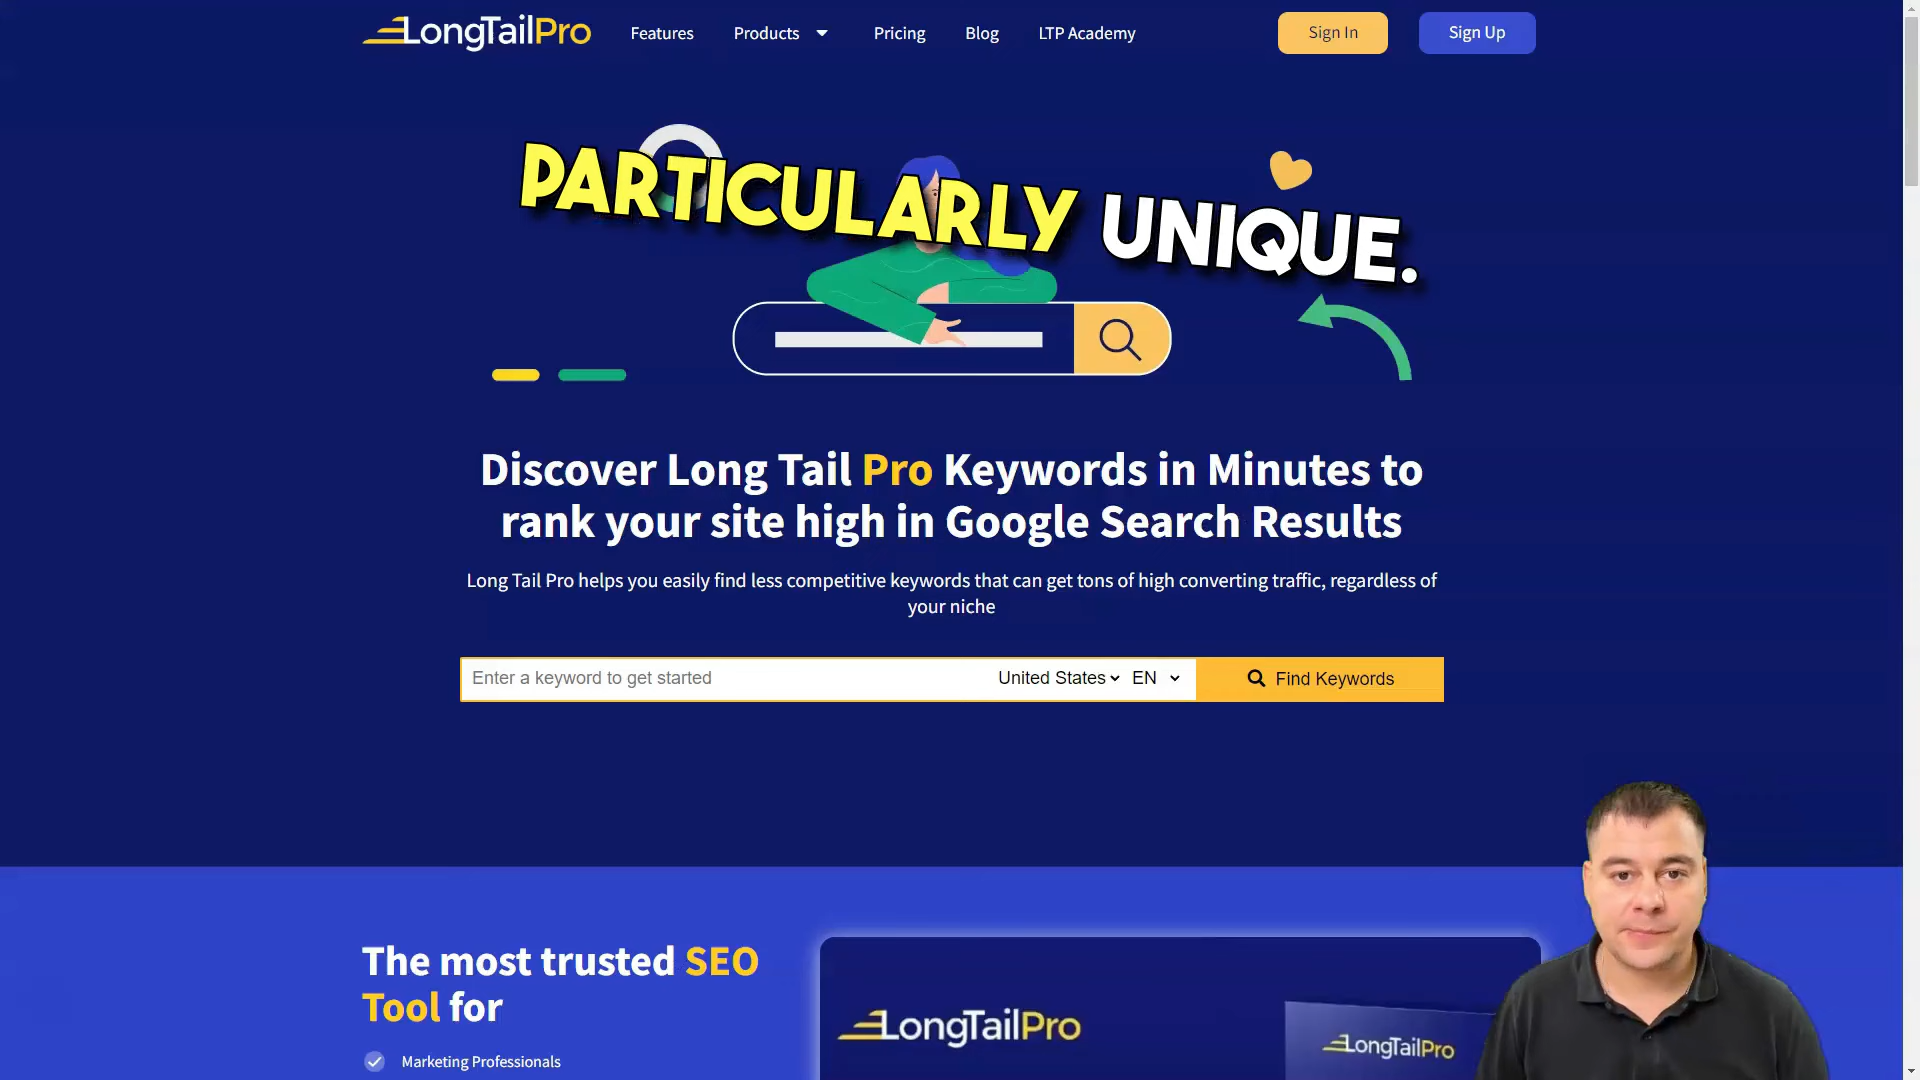 LongTailPro Features Products Pricing Blog LTP Academy Sign In Sign Up
PARTICULARLY UNIQUE.
Discover Long Tail Pro Keywords in Minutes to
rank your site high in Google Search Results
Long Tail Pro helps you easily find less competitive keywords that can get tons of high converting traffic, regardless of
your niche
Enter a keyword to get started United States EN Find Keywords
The most trusted SEO
Tool for
Marketing Professionals
LongTailPro
LongTailPro